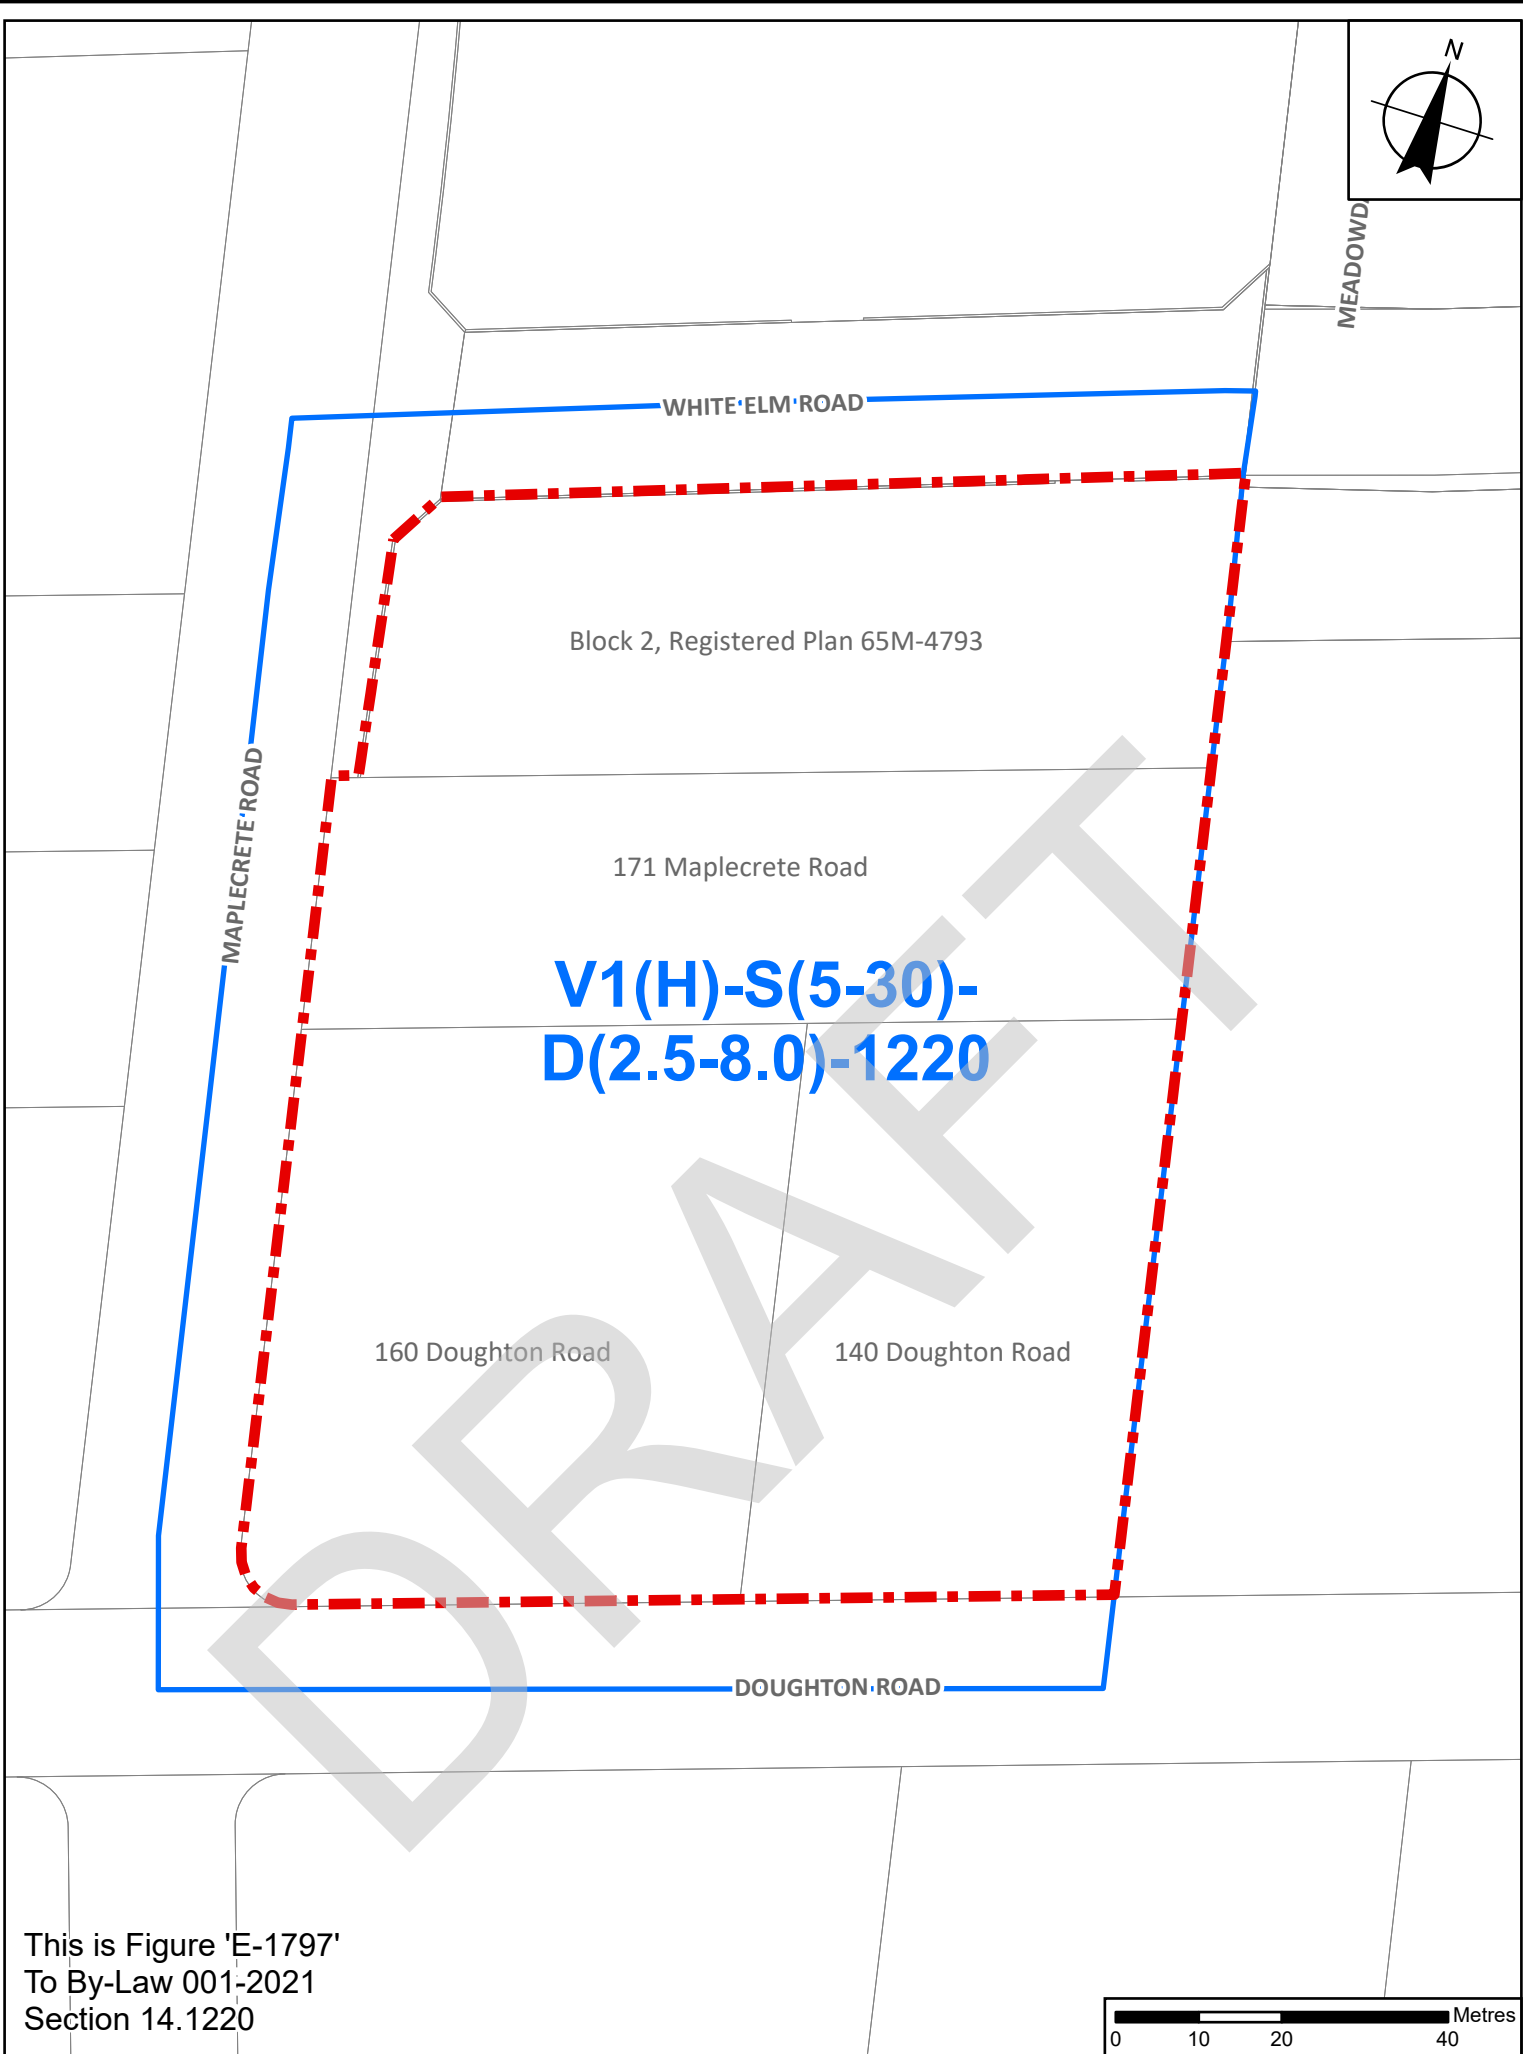 N
WHITE ELM ROAD
Block 2, Registered Plan 65M-4793
MAPLECRETE ROAD
171 Maplecrete Road
V1(H)-S(5-30)-
D(2.5-8.0)-1220
160 Doughton Road
140 Doughton Road
DRAFT
DOUGHTON ROAD
This is Figure 'E-1797'
To By-Law 001-2021
Section 14.1220
Metres
0 10 20 40